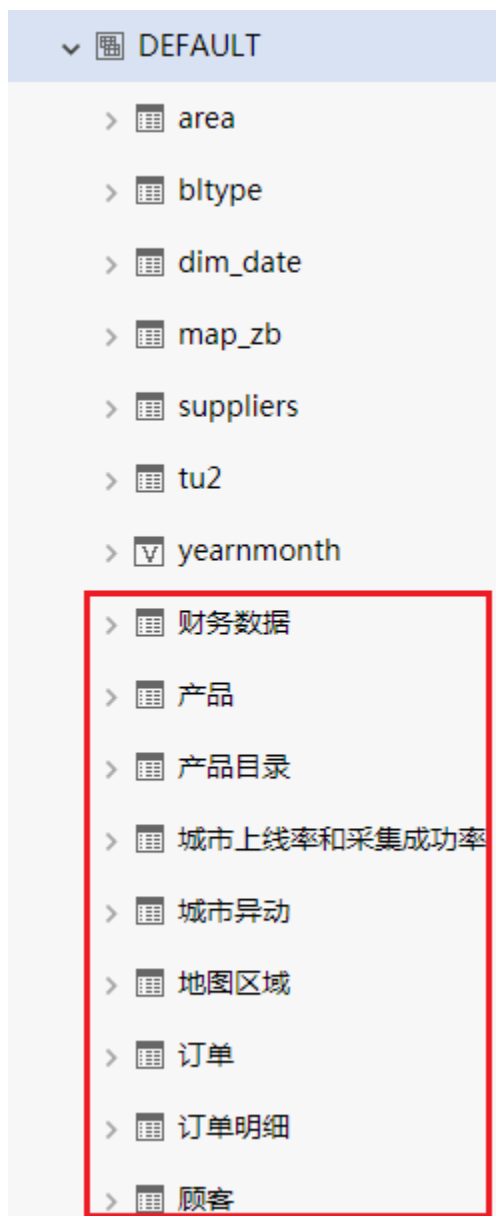 DEFAULT
area
bltype
dim_date
map_zb
suppliers
tu2
yearnmonth
财务数据
产品
产品目录
城市上线率和采集成功率
城市异动
地图区域
订单
订单明细
顾客